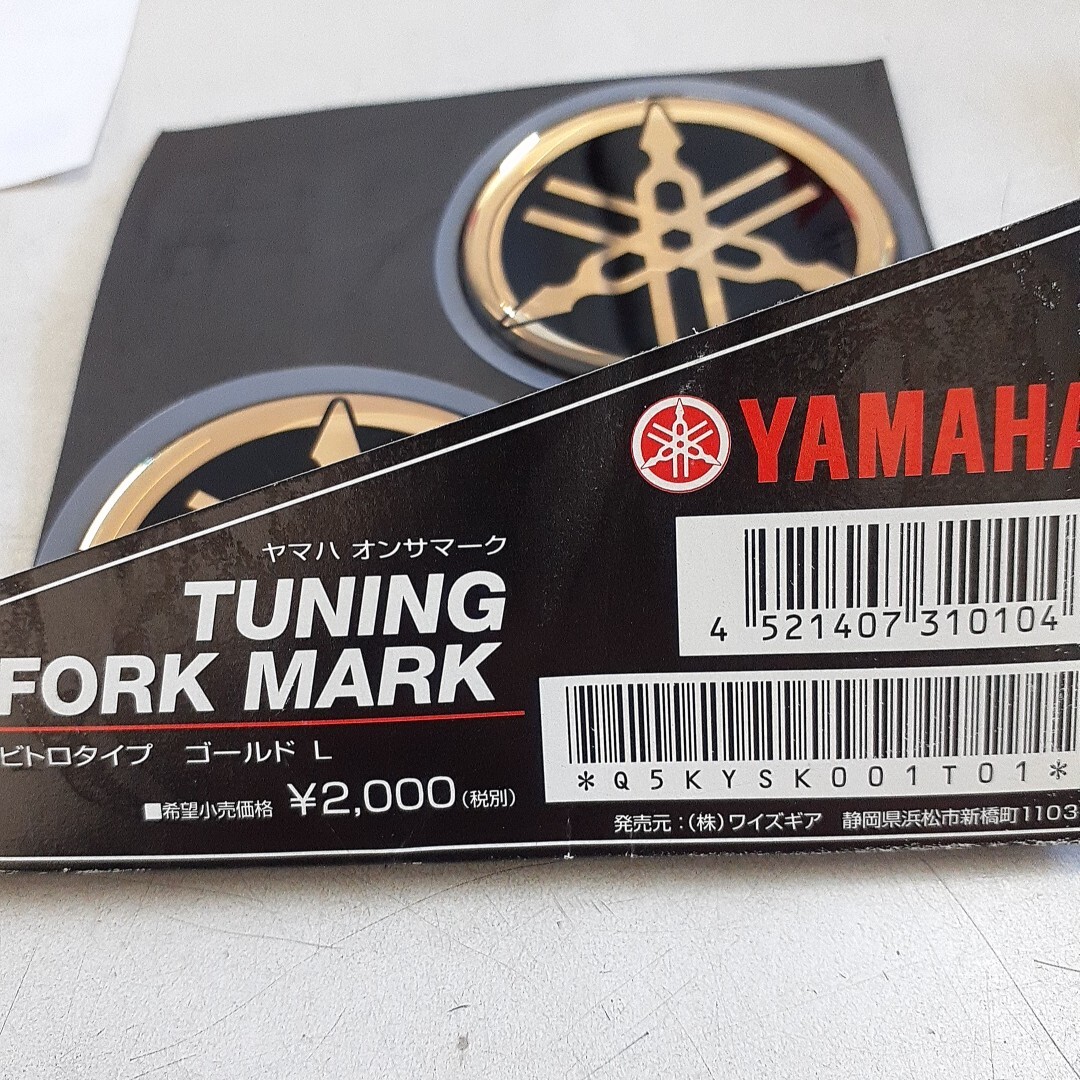 YAMAHA
ヤマハ オンサマーク
TUNING
FORK MARK
ビトロタイプ ゴールド L
■希望小売価格 ¥2,000(税別)
4 521407 310104
*Q5KYSK001T01*
発売元:(株)ワイズギア 静岡県浜松市新橋町1103